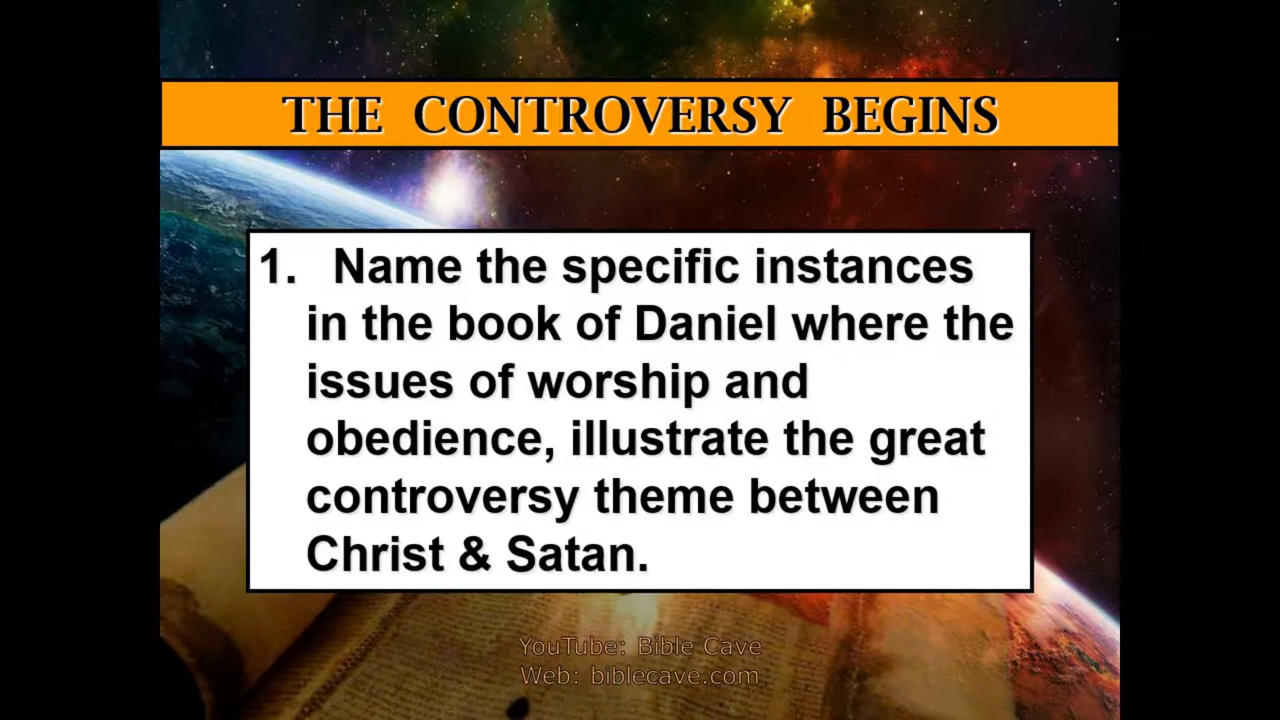 THE CONTROVERSY BEGINS
1. Name the specific instances
in the book of Daniel where the
issues of worship and
obedience, illustrate the great
controversy theme between
Christ & Satan.
YouTube: Bible Cave
Web: biblecave.com